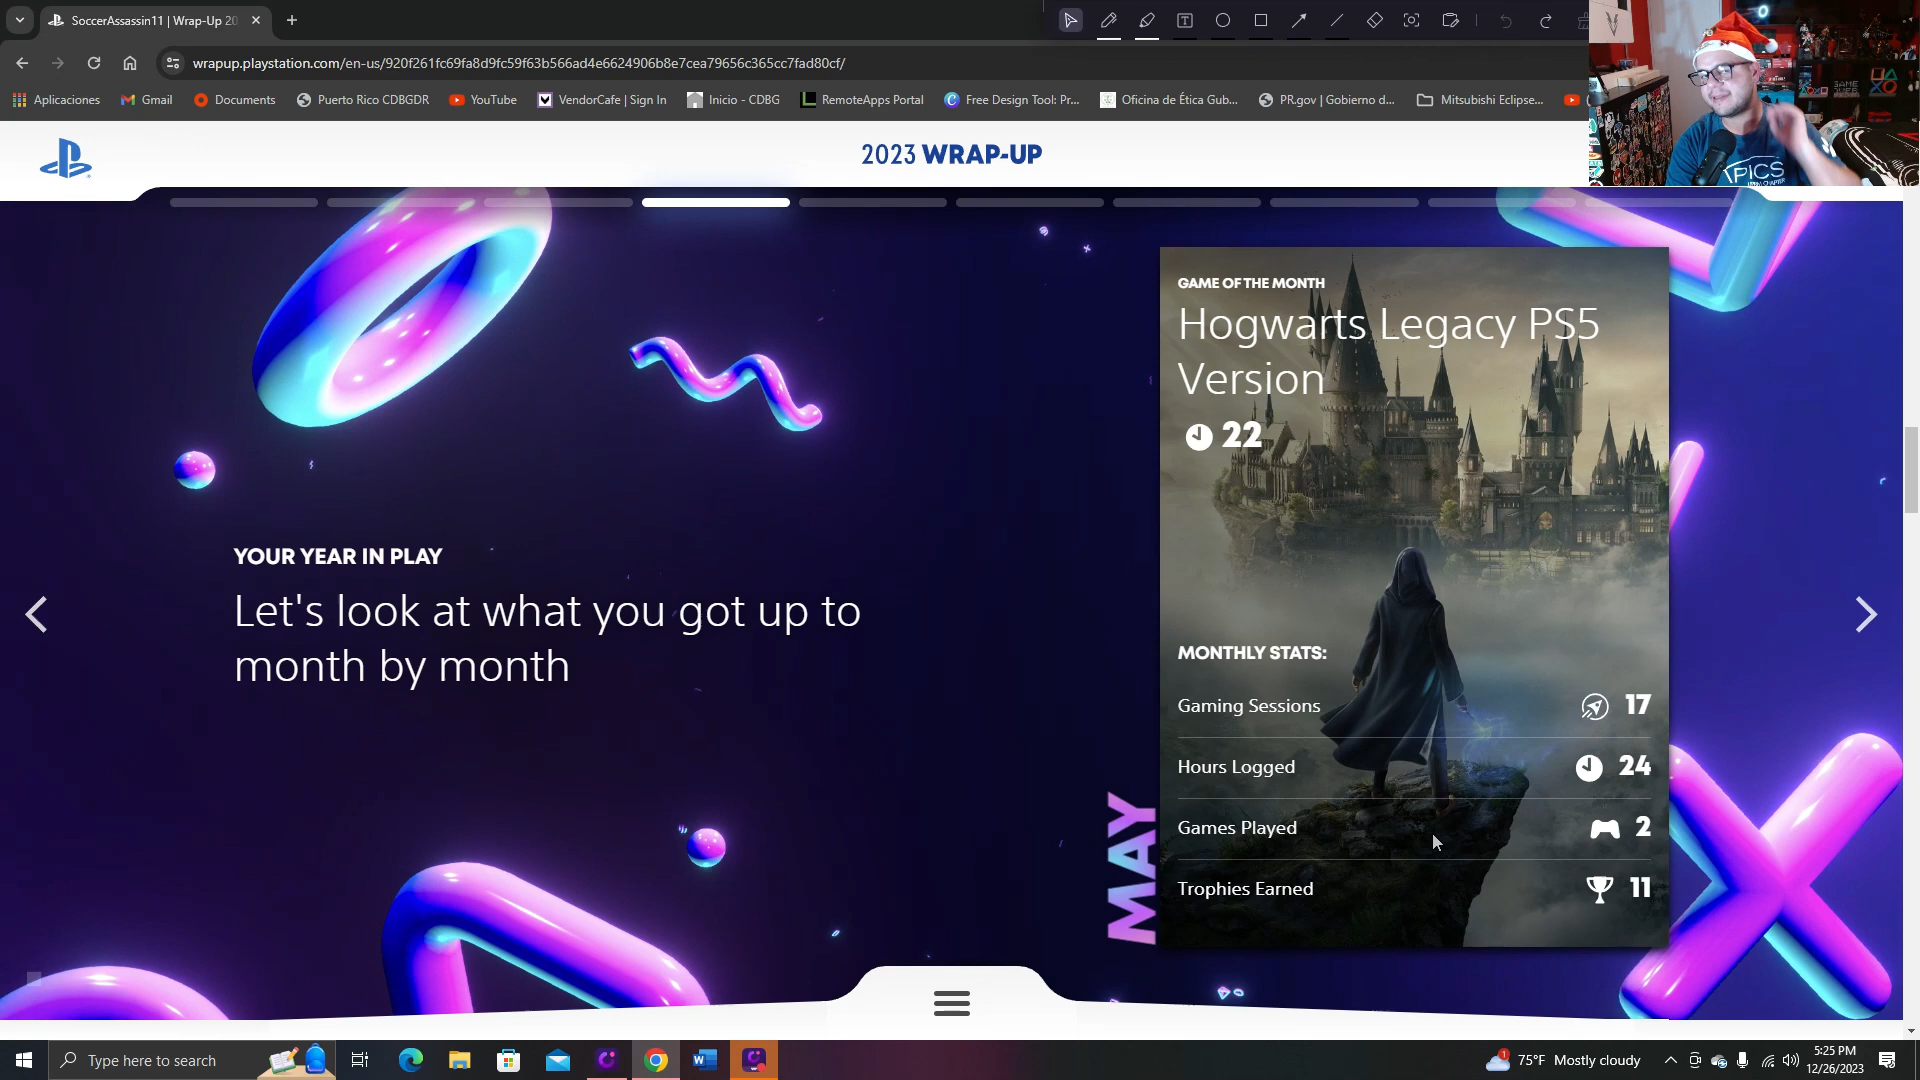 SoccerAssassin11 | Wrap-Up 20
wrapup.playstation.com/en-us/920f261fc69fa8d9fc59f63b566ad4e6624906b8e7cea79656c365cc7fad80cf/
Aplicaciones
Gmail
Documents
Puerto Rico CDBGDR
YouTube
VendorCafe | Sign In
Inicio - CDBG
RemoteApps Portal
Free Design Tool: Pr...
Oficina de Ética Gub...
PR.gov | Gobierno d...
Mitsubishi Eclipse...
2023 WRAP-UP
GAME OF THE MONTH
Hogwarts Legacy PS5
Version
22
YOUR YEAR IN PLAY
Let's look at what you got up to
month by month
MAY
MONTHLY STATS:
Gaming Sessions 17
Hours Logged 24
Games Played 2
Trophies Earned 11
Type here to search
75°F Mostly cloudy
5:25 PM
12/26/2023